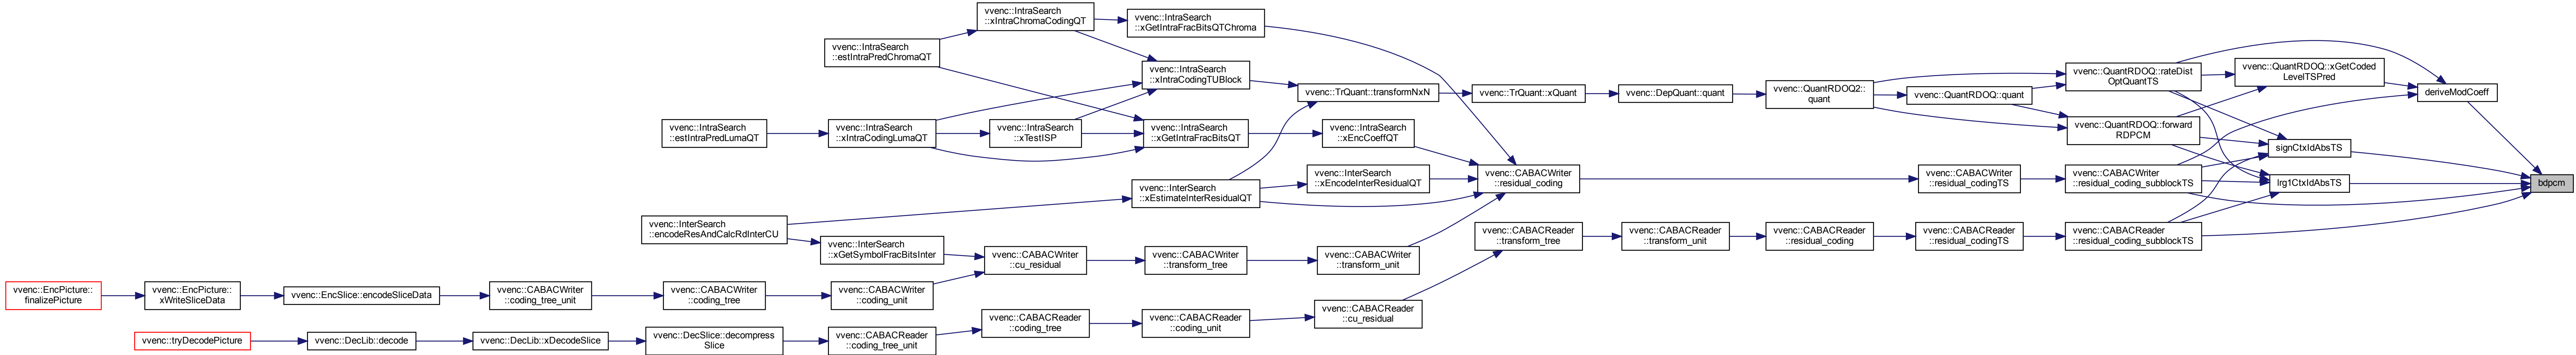 vvenc::IntraSearch
::xIntraChromaCodingQT
vvenc::IntraSearch
::xGetIntraFracBitsQTChroma
vvenc::IntraSearch
::estIntraPredChromaQT
vvenc::IntraSearch
::xIntraCodingTUBlock
vvenc::QuantRDOQ::rateDist
OptQuantTS
vvenc::QuantRDOQ::xGetCoded
LevelTSPred
vvenc::TrQuant::transformNxN
vvenc::TrQuant::xQuant
vvenc::DepQuant::quant
vvenc::QuantRDOQ2::
quant
vvenc::QuantRDOQ::quant
deriveModCoeff
vvenc::IntraSearch
::estIntraPredLumaQT
vvenc::IntraSearch
::xIntraCodingLumaQT
vvenc::IntraSearch
::xTestISP
vvenc::IntraSearch
::xGetIntraFracBitsQT
vvenc::IntraSearch
::xEncCoeffQT
vvenc::QuantRDOQ::forward
RDPCM
signCtxIdAbsTS
vvenc::InterSearch
::xEstimateInterResidualQT
vvenc::InterSearch
::xEncodeInterResidualQT
vvenc::CABACWriter
::residual_coding
vvenc::CABACWriter
::residual_codingTS
vvenc::CABACWriter
::residual_coding_subblockTS
lrg1CtxIdAbsTS
bdpcm
vvenc::InterSearch
::encodeResAndCalcRdInterCU
vvenc::InterSearch
::xGetSymbolFracBitsInter
vvenc::CABACWriter
::cu_residual
vvenc::CABACWriter
::transform_tree
vvenc::CABACWriter
::transform_unit
vvenc::CABACReader
::transform_tree
vvenc::CABACReader
::transform_unit
vvenc::CABACReader
::residual_coding
vvenc::CABACReader
::residual_codingTS
vvenc::CABACReader
::residual_coding_subblockTS
vvenc::EncPicture::
finalizePicture
vvenc::EncPicture::
xWriteSliceData
vvenc::EncSlice::encodeSliceData
vvenc::CABACWriter
::coding_tree_unit
vvenc::CABACWriter
::coding_tree
vvenc::CABACWriter
::coding_unit
vvenc::tryDecodePicture
vvenc::DecLib::decode
vvenc::DecLib::xDecodeSlice
vvenc::DecSlice::decompress
Slice
vvenc::CABACReader
::coding_tree_unit
vvenc::CABACReader
::coding_tree
vvenc::CABACReader
::coding_unit
vvenc::CABACReader
::cu_residual